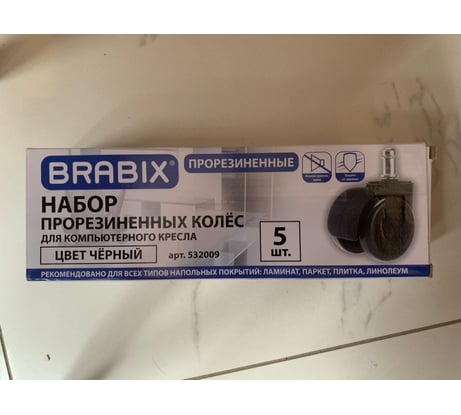 BRABIX®
ПРОРЕЗИНЕННЫЕ
НАБОР
ПРОРЕЗИНЕННЫХ КОЛЁС
ДЛЯ КОМПЬЮТЕРНОГО КРЕСЛА
ЦВЕТ ЧЁРНЫЙ
арт. 532009
5
шт.
РЕКОМЕНДОВАНО ДЛЯ ВСЕХ ТИПОВ НАПОЛЬНЫХ ПОКРЫТИЙ: ЛАМИНАТ, ПАРКЕТ, ПЛИТКА, ЛИНОЛЕУМ